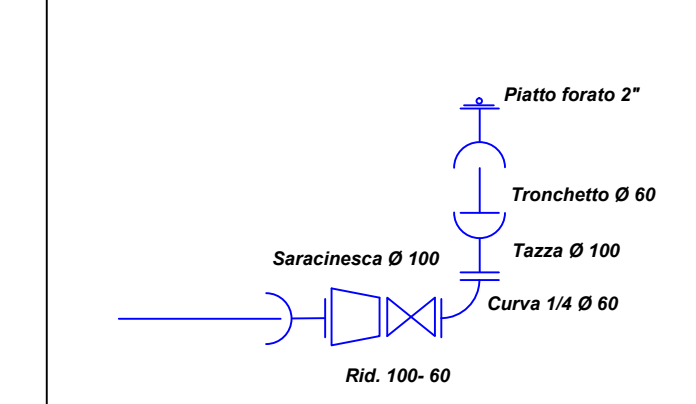 Piatto forato 2"
Tronchetto Ø 60
Tazza Ø 100
Saracinesca Ø 100
Curva 1/4 Ø 60
Rid. 100- 60